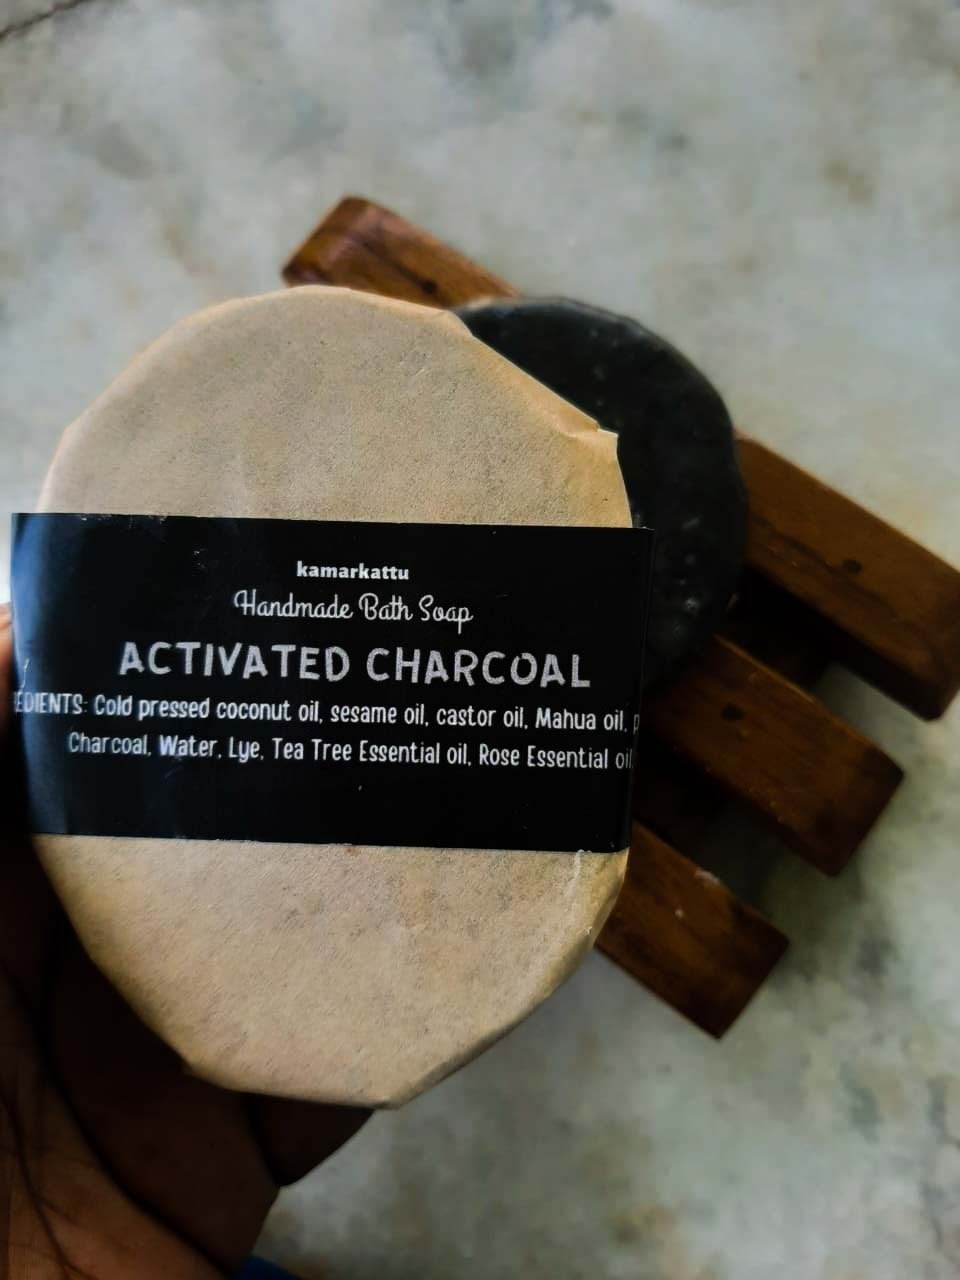 kamarkattu
Handmade Bath Soap
ACTIVATED CHARCOAL
EDIENTS: Cold pressed coconut oil, sesame oil, castor oil, Mahua oil,
Charcoal, Water, Lye, Tea Tree Essential oil, Rose Essential oil